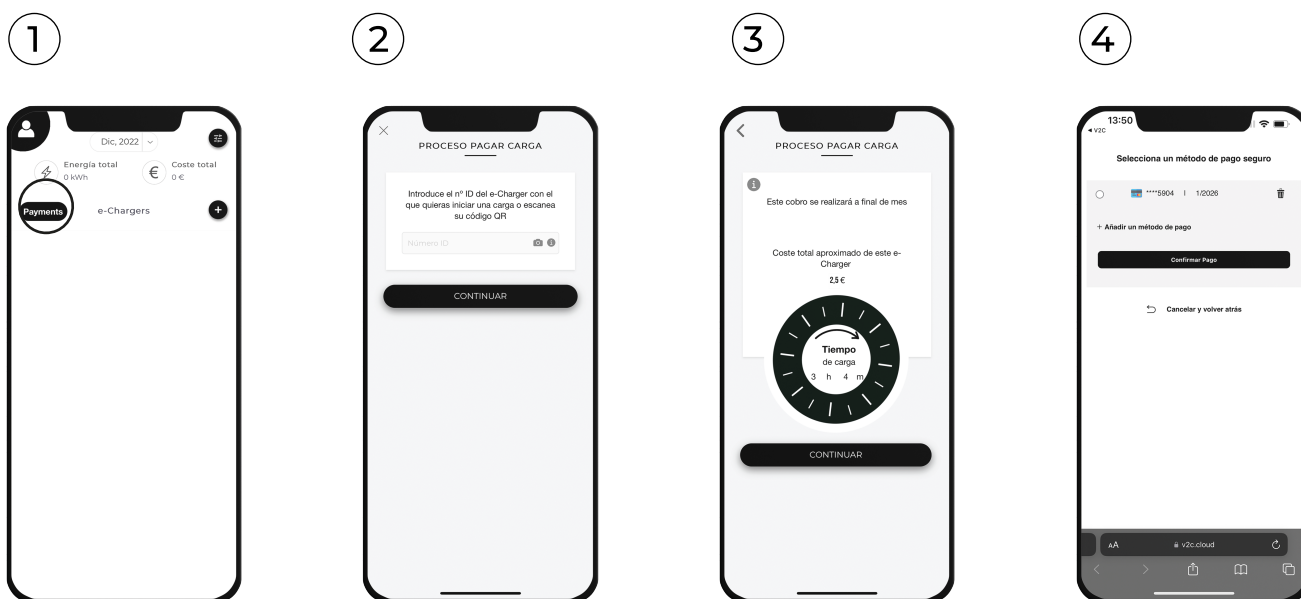 1
Dic, 2022
Energía total
0 kWh
€
Coste total
0 €
Payments
e-Chargers
+
2
PROCESO PAGAR CARGA
Introduce el nº ID del e-Charger con el
que quieras iniciar una carga o escanea
su código QR
Número ID
CONTINUAR
3
PROCESO PAGAR CARGA
Este cobro se realizará a final de mes
Coste total aproximado de este e-
Charger
2,5 €
Tiempo
de carga
3 h 4 m
CONTINUAR
4
13:50
◄ V2C
Selecciona un método de pago seguro
****5904 | 1/2026
+ Añadir un método de pago
Confirmar Pago
Cancelar y volver atrás
AA
v2c.cloud